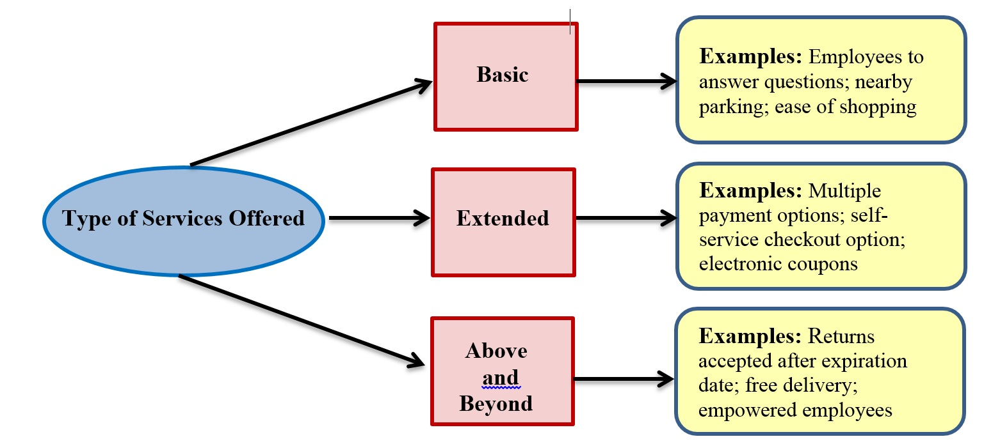 Type of Services Offered
Basic
Examples: Employees to
answer questions; nearby
parking; ease of shopping
Extended
Examples: Multiple
payment options; self-
service checkout option;
electronic coupons
Above
and
Beyond
Examples: Returns
accepted after expiration
date; free delivery;
empowered employees